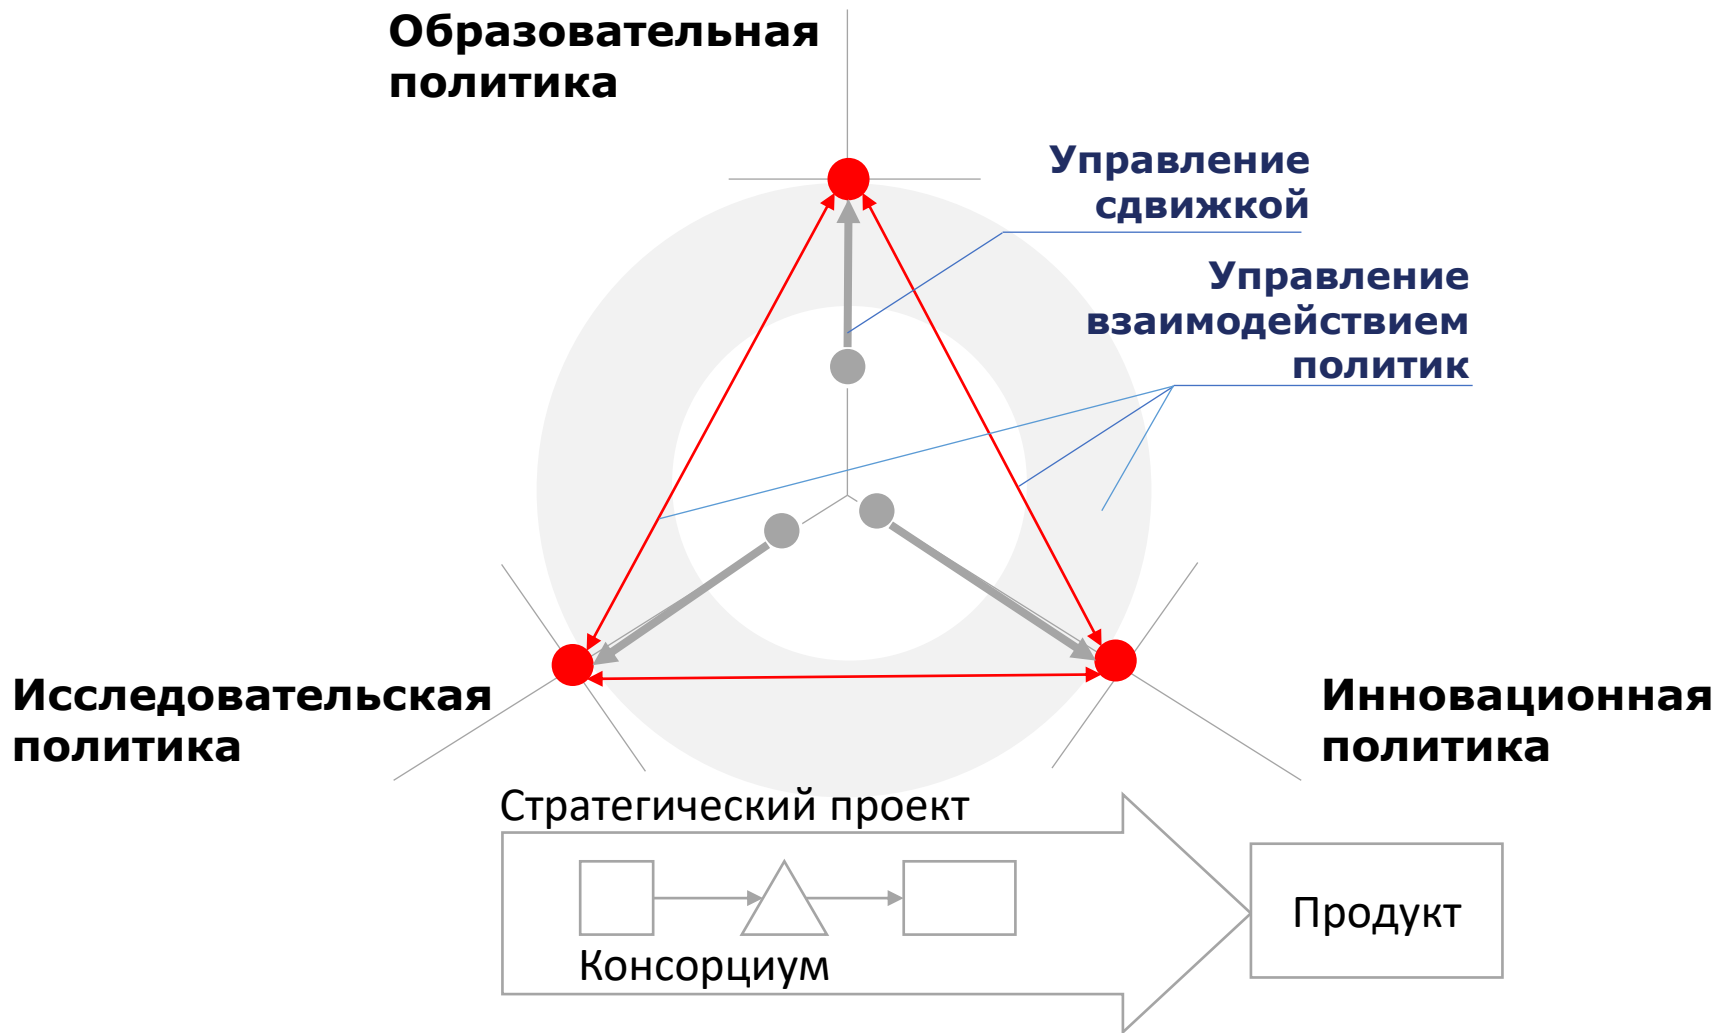 Образовательная
политика
Управление
сдвижкой
Управление
взаимодействием
политик
Исследовательская
политика
Инновационная
политика
Стратегический проект
Консорциум
Продукт